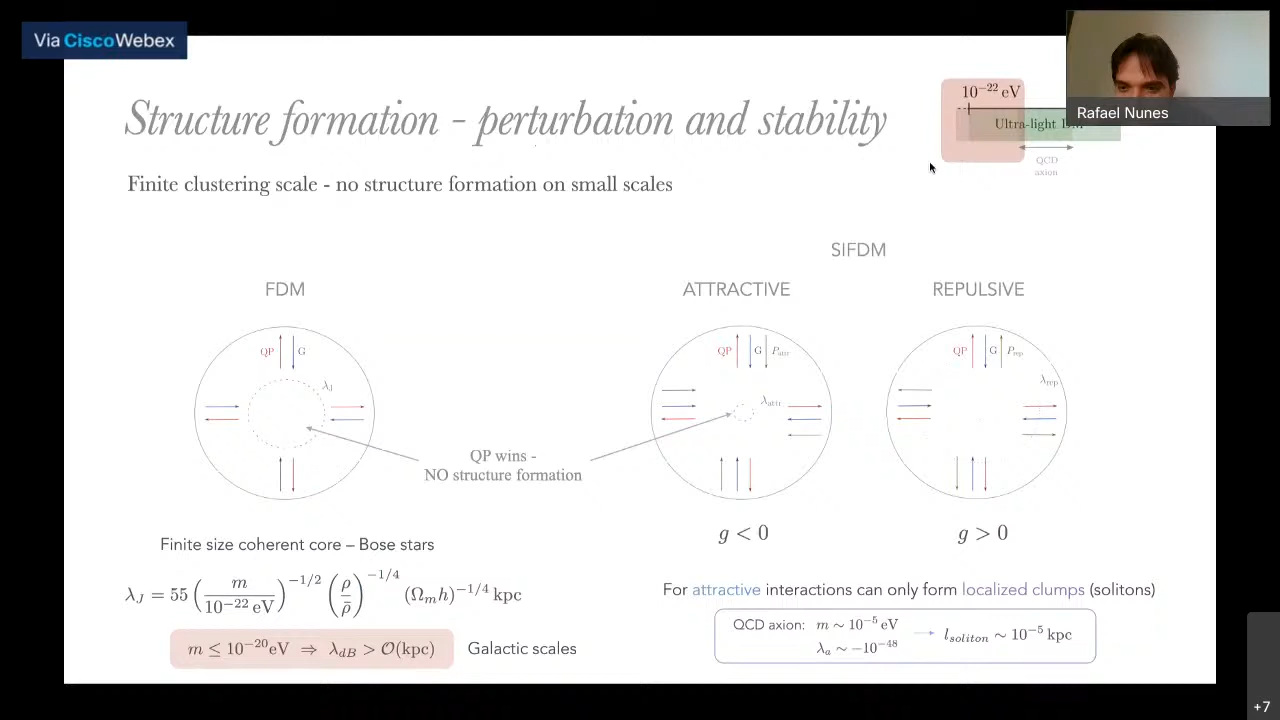 Via Cisco Webex
Structure formation - perturbation and stability
10⁻²² eV
Ultra-light
QCD
axion
Rafael Nunes
Finite clustering scale - no structure formation on small scales
SIFDM
FDM
ATTRACTIVE
REPULSIVE
QP G
λ_J
QP G P_attr
λ_attr
QP G P_rep
λ_rep
QP wins -
NO structure formation
g < 0
g > 0
Finite size coherent core – Bose stars
λ_J = 55 (m / 10⁻²² eV)^{-1/2} (ρ / ρ̄)^{-1/4} (Ω_m h)^{-1/4} kpc
m ≤ 10⁻²⁰ eV ⇒ λ_dB > O(kpc)
Galactic scales
For attractive interactions can only form localized clumps (solitons)
QCD axion: m ~ 10⁻⁵ eV
λ_a ~ −10⁻⁴⁸
→ l_soliton ~ 10⁻⁵ kpc
+7